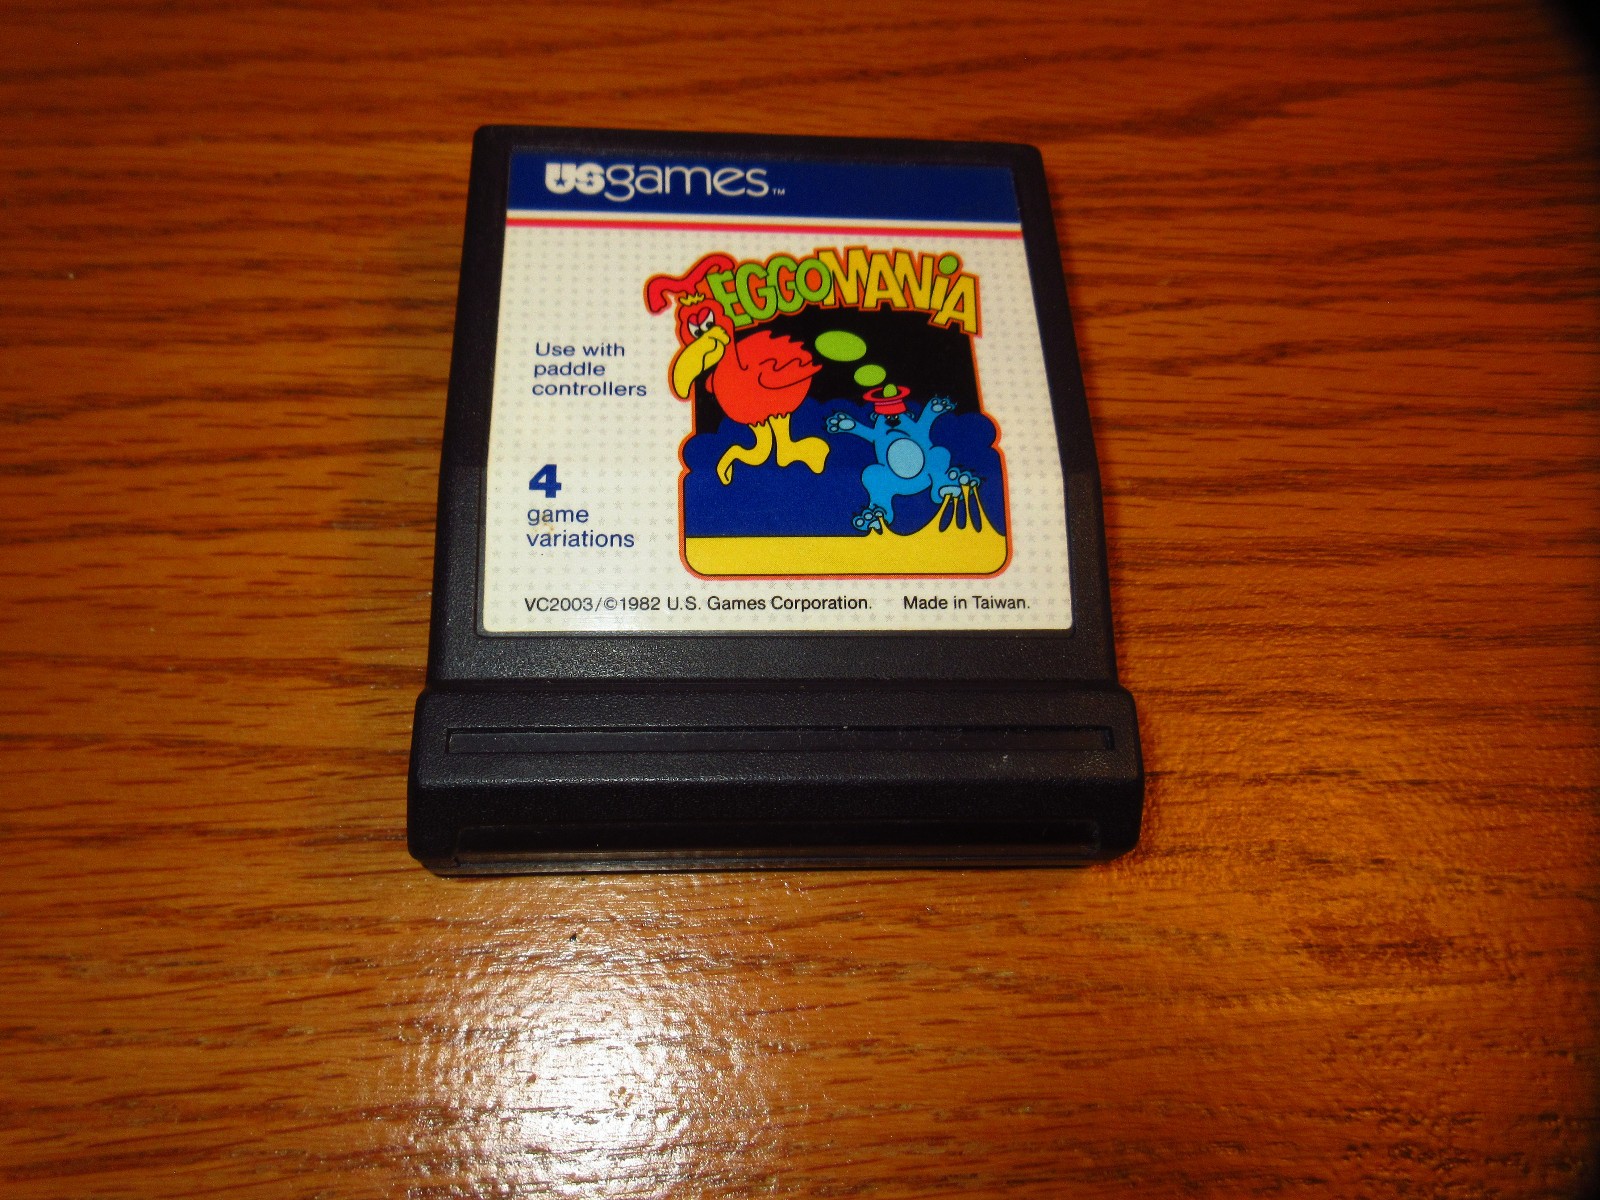 USgames™
EGGOMANiA
Use with
paddle
controllers
4
game
variations
VC2003/©1982 U.S. Games Corporation. Made in Taiwan.